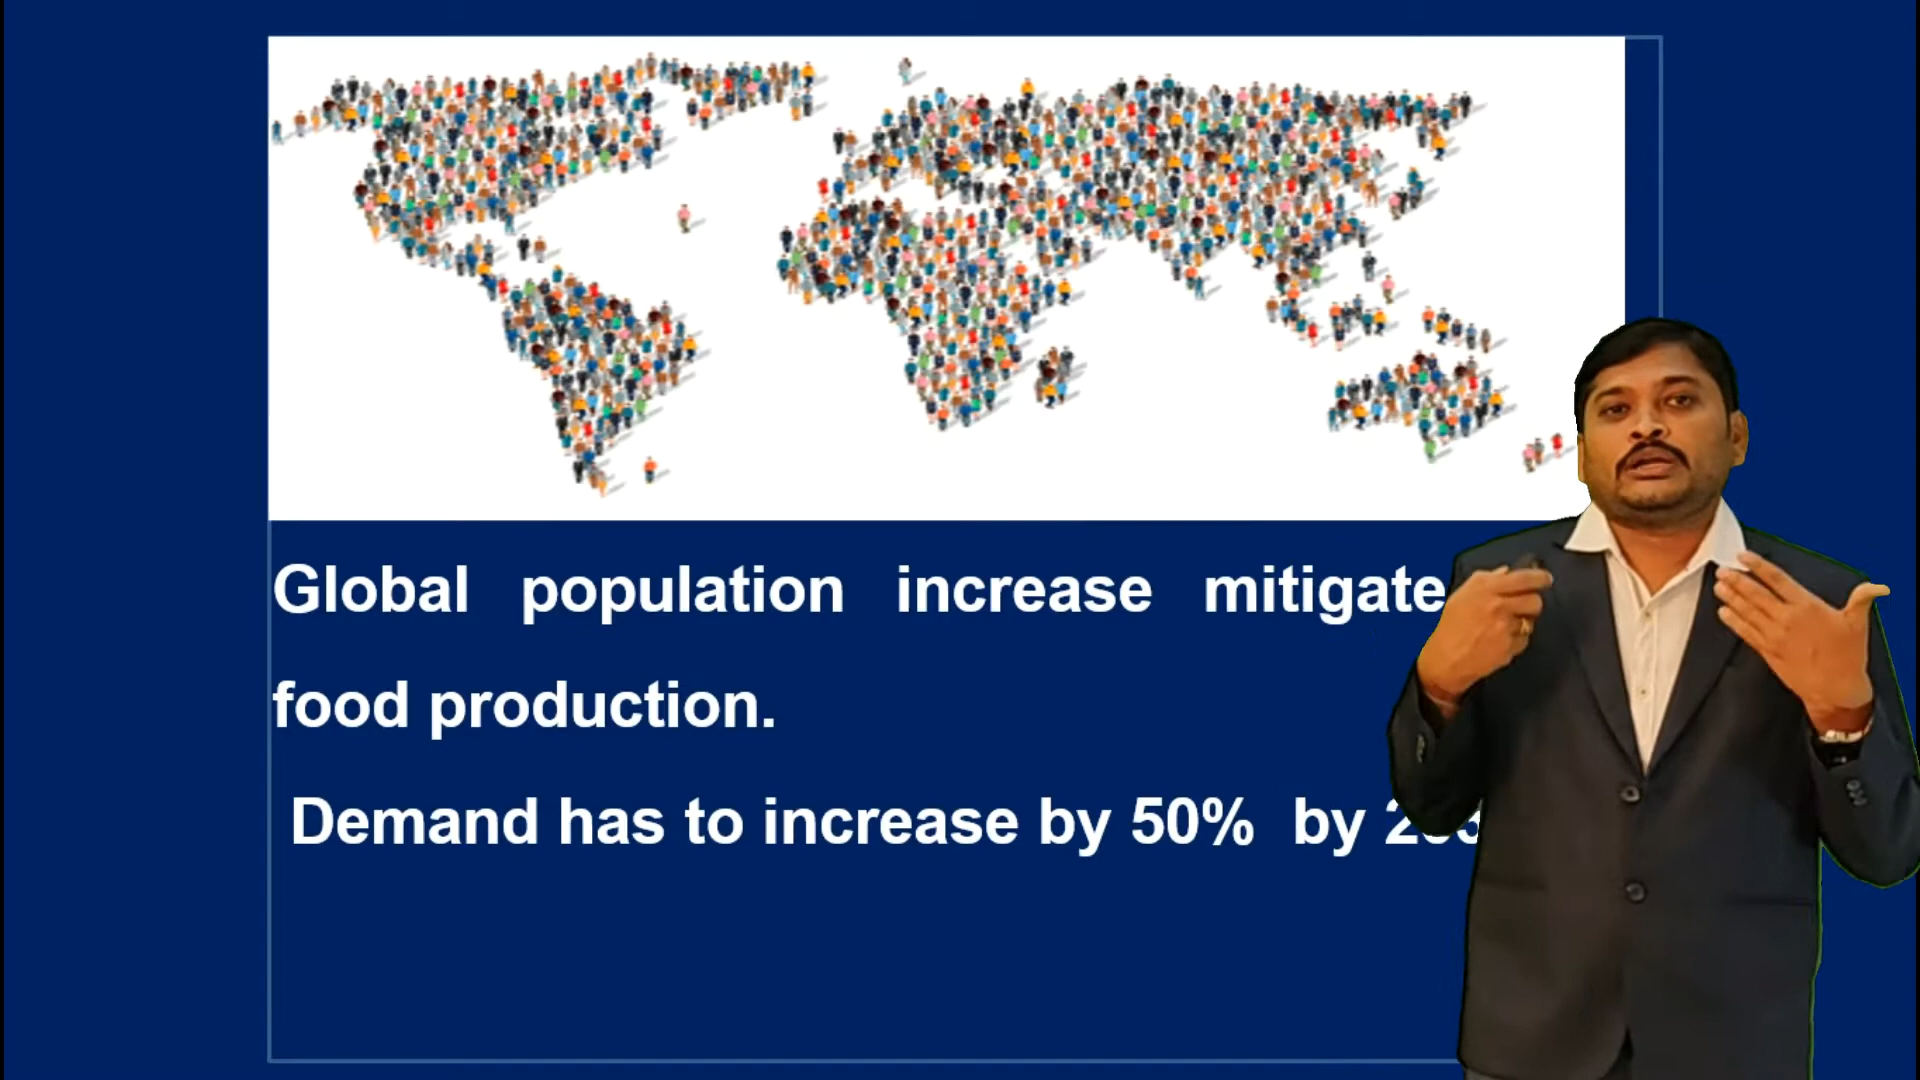 Global population increase mitigate
food production.
Demand has to increase by 50% by